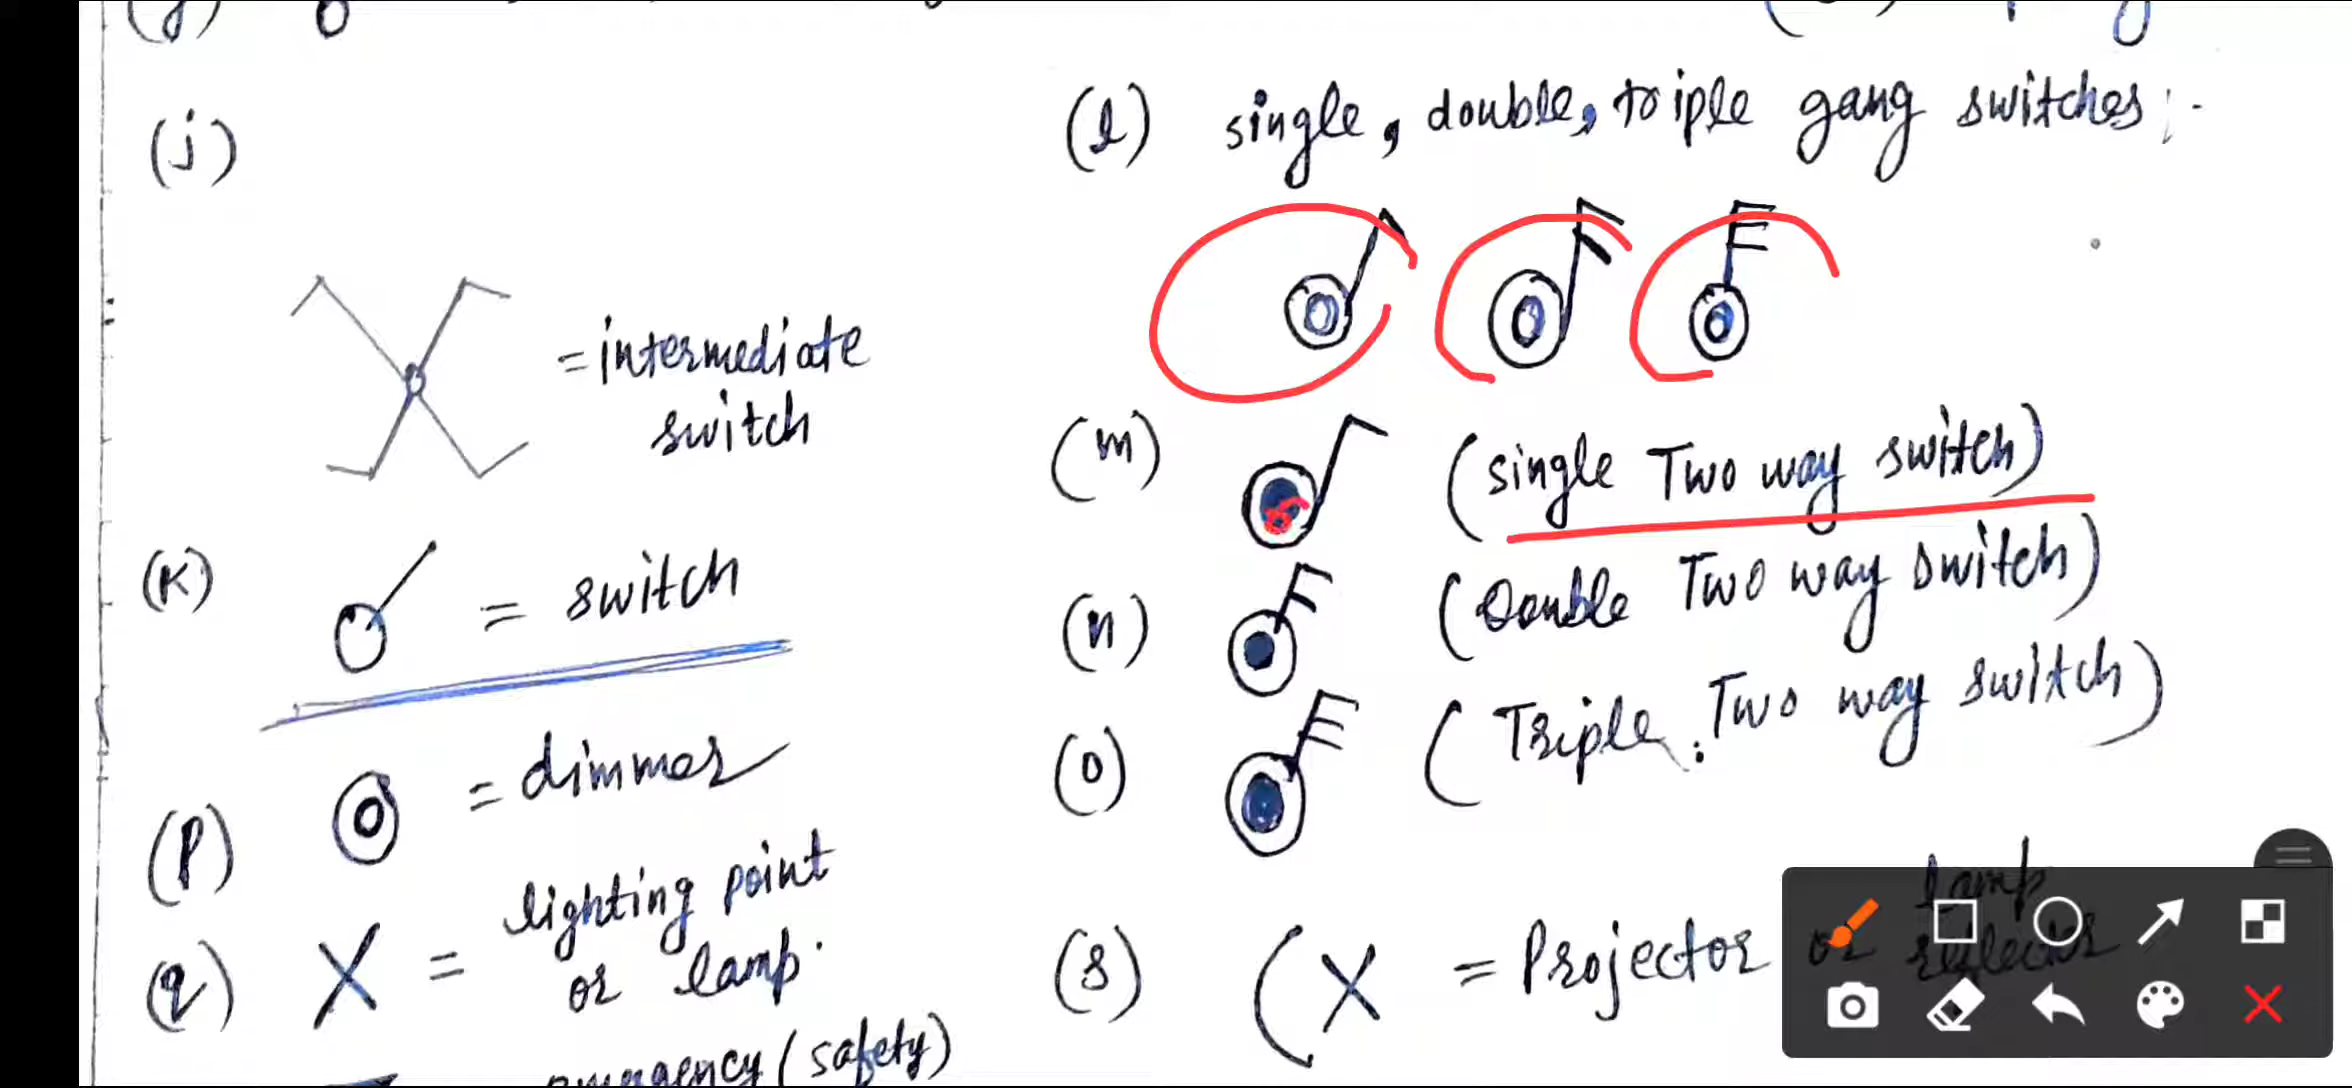 (j)
= intermediate
switch
(K) = switch
(p) = dimmer
(q) X = lighting point
or lamp.
emergency (safety)
(l) single, double, triple gang switches :-
(m) (single Two way switch)
(n) (Double Two way switch)
(o) (Triple. Two way switch)
(s) (X = Projector or lamp
reflector